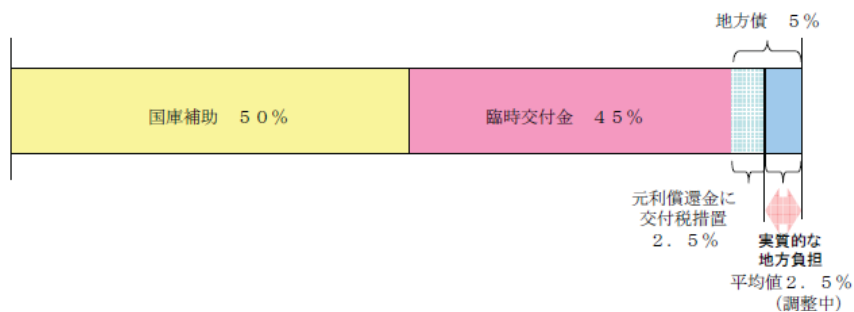 地方債　５％
国庫補助　５０％
臨時交付金　４５％
元利償還金に
交付税措置
２．５％
実質的な
地方負担
平均値２．５％
（調整中）